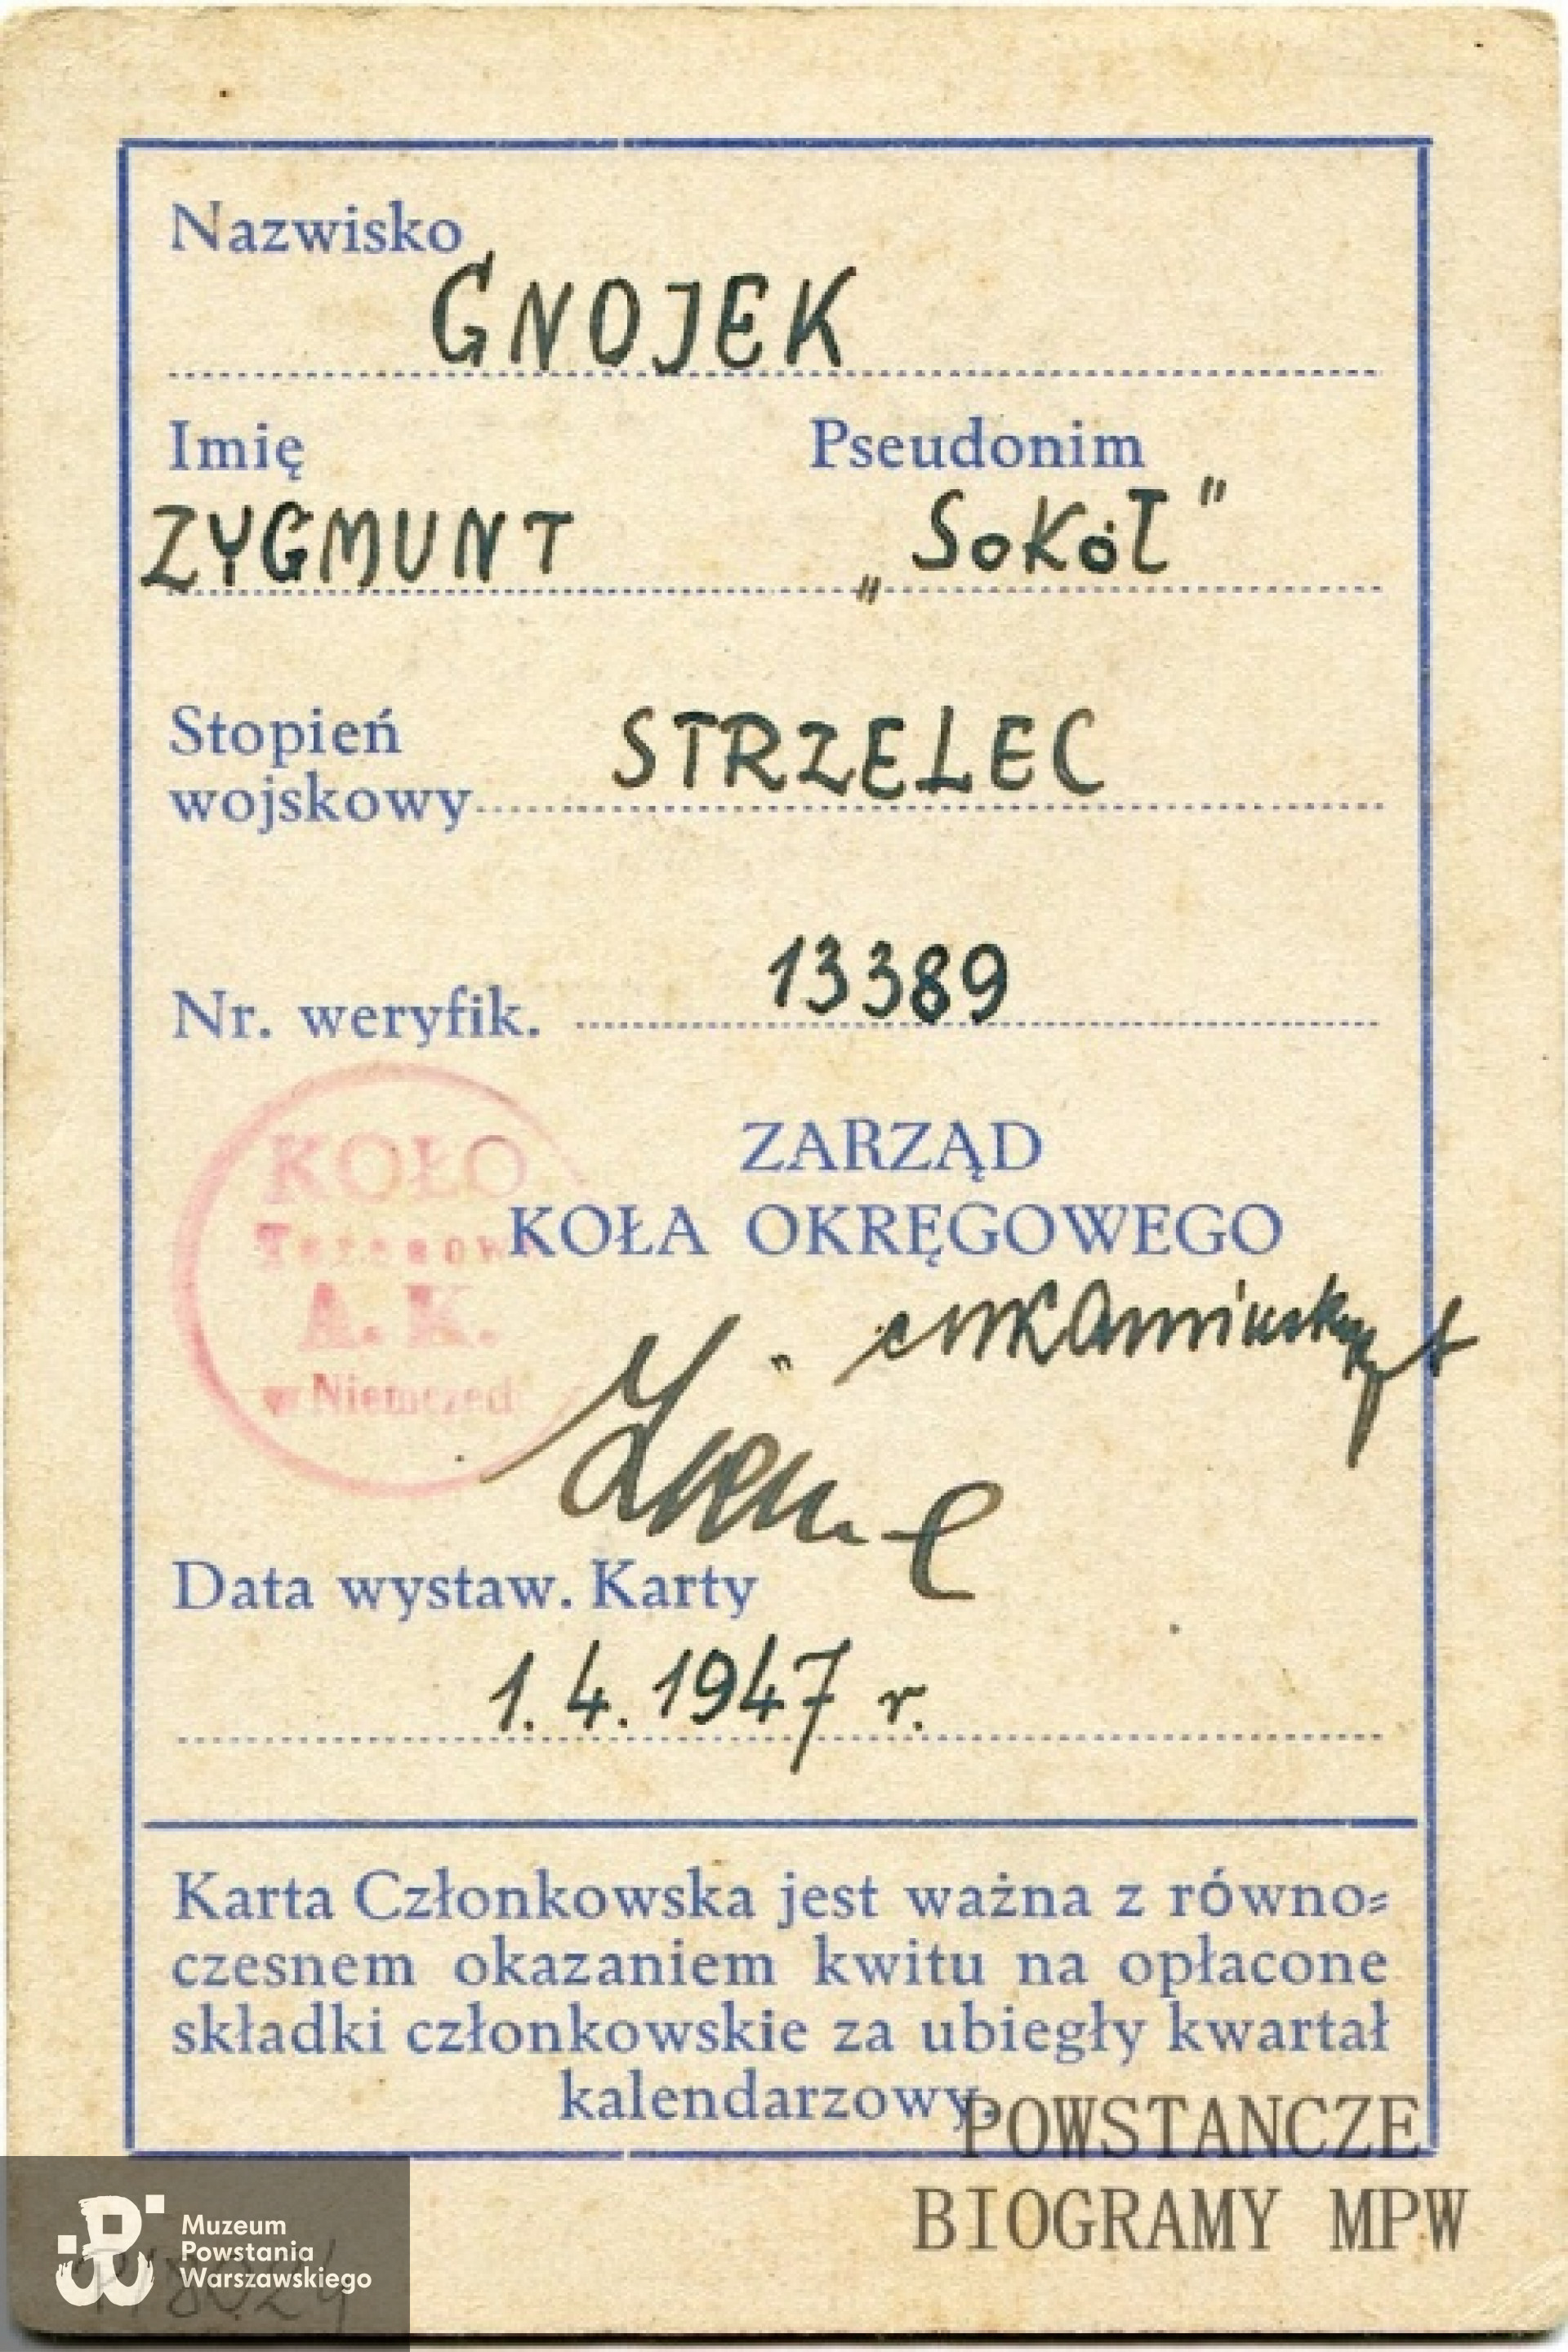 Nazwisko
GNOJEK
Imię Pseudonim
ZYGMUNT „Sokół"
Stopień
wojskowy STRZELEC
Nr. weryfik. 13389
KOŁO
A. K.
w Niemczech
ZARZĄD
KOŁA OKRĘGOWEGO
Data wystaw. Karty
1. 4. 1947 r.
Karta Członkowska jest ważna z równo=
czesnem okazaniem kwitu na opłacone
składki członkowskie za ubiegły kwartał
kalendarzowy.
POWSTANCZE
BIOGRAMY MPW
Muzeum
Powstania
Warszawskiego